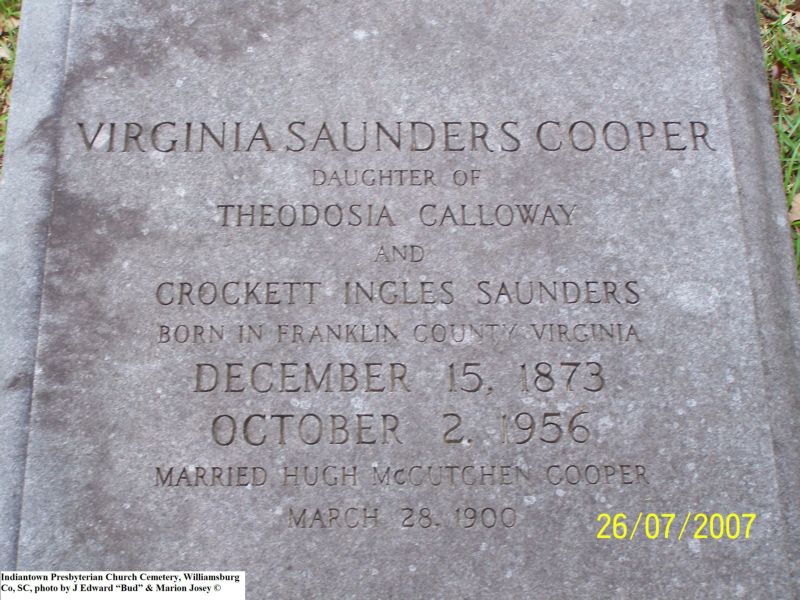 VIRGINIA SAUNDERS COOPER
DAUGHTER OF
THEODOSIA CALLOWAY
AND
CROCKETT INGLES SAUNDERS
BORN IN FRANKLIN COUNTY VIRGINIA
DECEMBER 15, 1873
OCTOBER 2, 1956
MARRIED HUGH McCUTCHEN COOPER
MARCH 28, 1900
26/07/2007
Indiantown Presbyterian Church Cemetery, Williamsburg
Co, SC, photo by J Edward “Bud” & Marion Josey ©